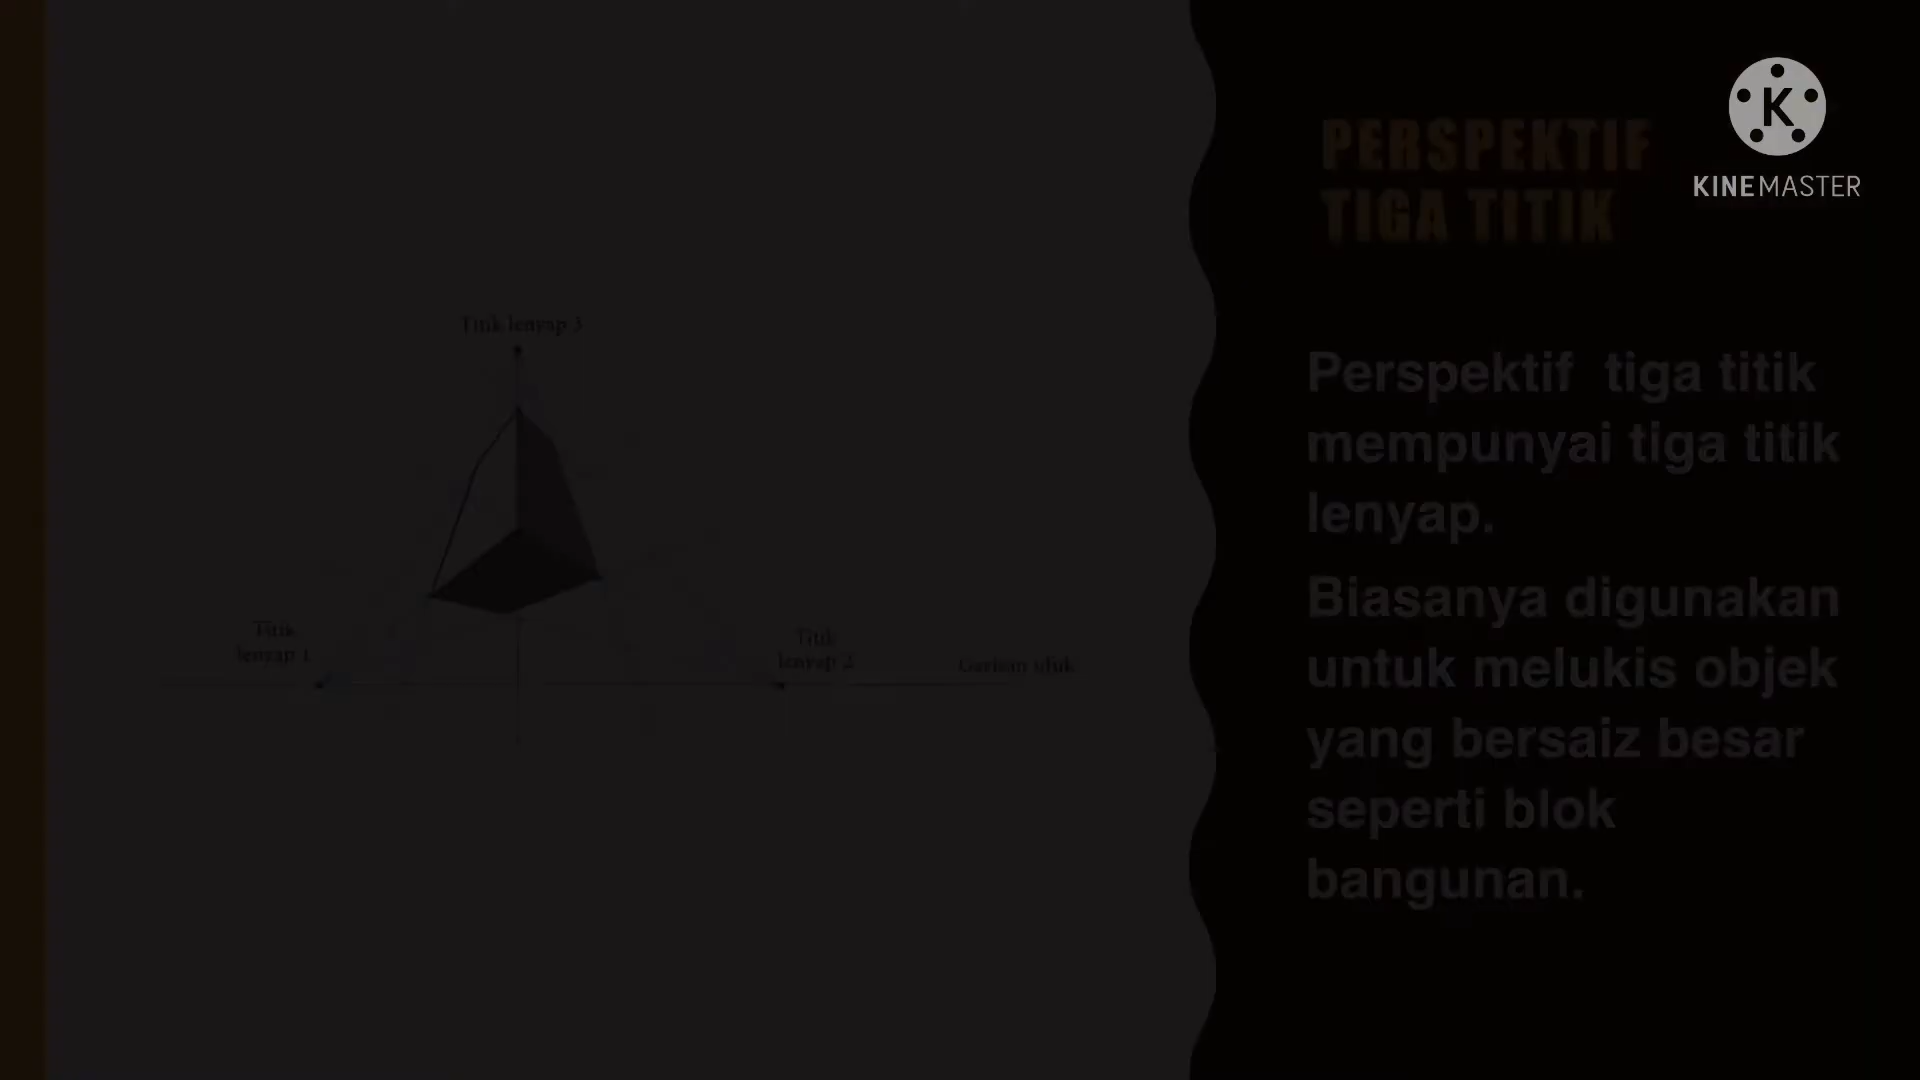 PERSPEKTIF
TIGA TITIK
KINEMASTER
Perspektif tiga titik
mempunyai tiga titik
lenyap.
Biasanya digunakan
untuk melukis objek
yang bersaiz besar
seperti blok
bangunan.
Titik lenyap 3
Titik
lenyap 1
Titik
lenyap 2
Garisan ufuk